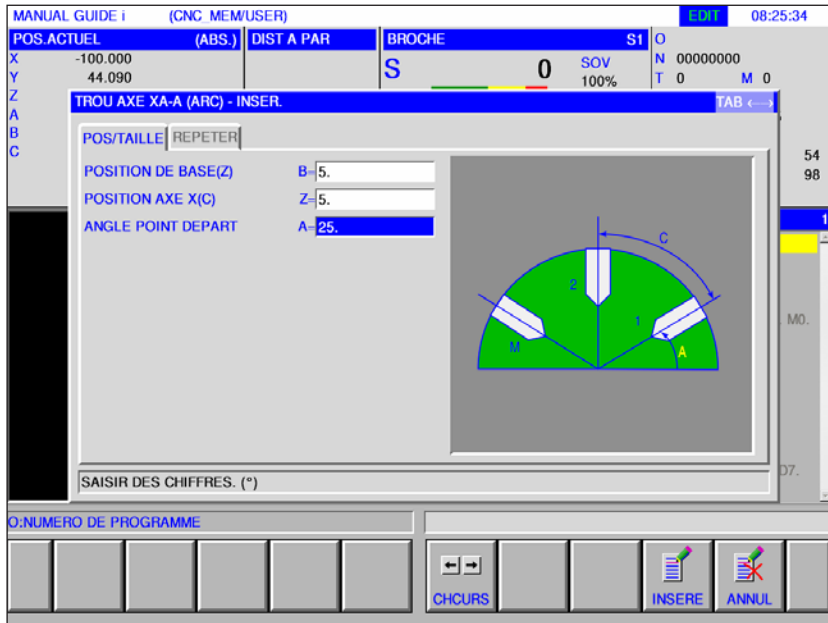 MANUAL GUIDE i (CNC_MEM/USER) EDIT 08:25:34
POS.ACTUEL (ABS.) DIST A PAR BROCHE S1 O
X -100.000 S 0 SOV 100% N 00000000
Y 44.090 T 0 M 0
Z
A
B
C
54
98
TROU AXE XA-A (ARC) - INSER. TAB ←→
POS/TAILLE REPETER
POSITION DE BASE(Z) B= 5.
POSITION AXE X(C) Z= 5.
ANGLE POINT DEPART A= 25.
C
2
1
M
A
1
M0.
D7.
SAISIR DES CHIFFRES. (°)
O:NUMERO DE PROGRAMME
CHCURS INSERE ANNUL